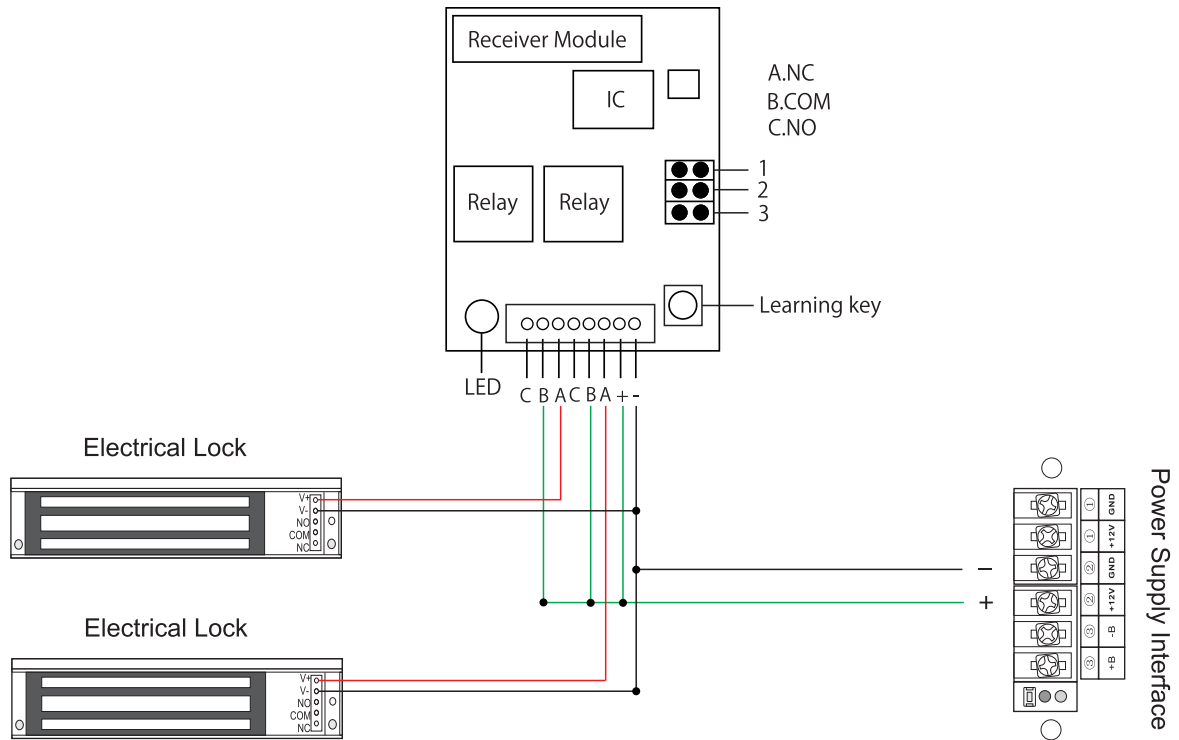 Receiver Module
IC
A.NC
B.COM
C.NO
1
2
3
Relay
Relay
Learning key
LED
C B A C B A + -
Electrical Lock
V+
V-
NO
COM
NC
Electrical Lock
V+
V-
NO
COM
NC
−
+
① GND
① +12V
② GND
② +12V
③ -B
③ +B
Power Supply Interface